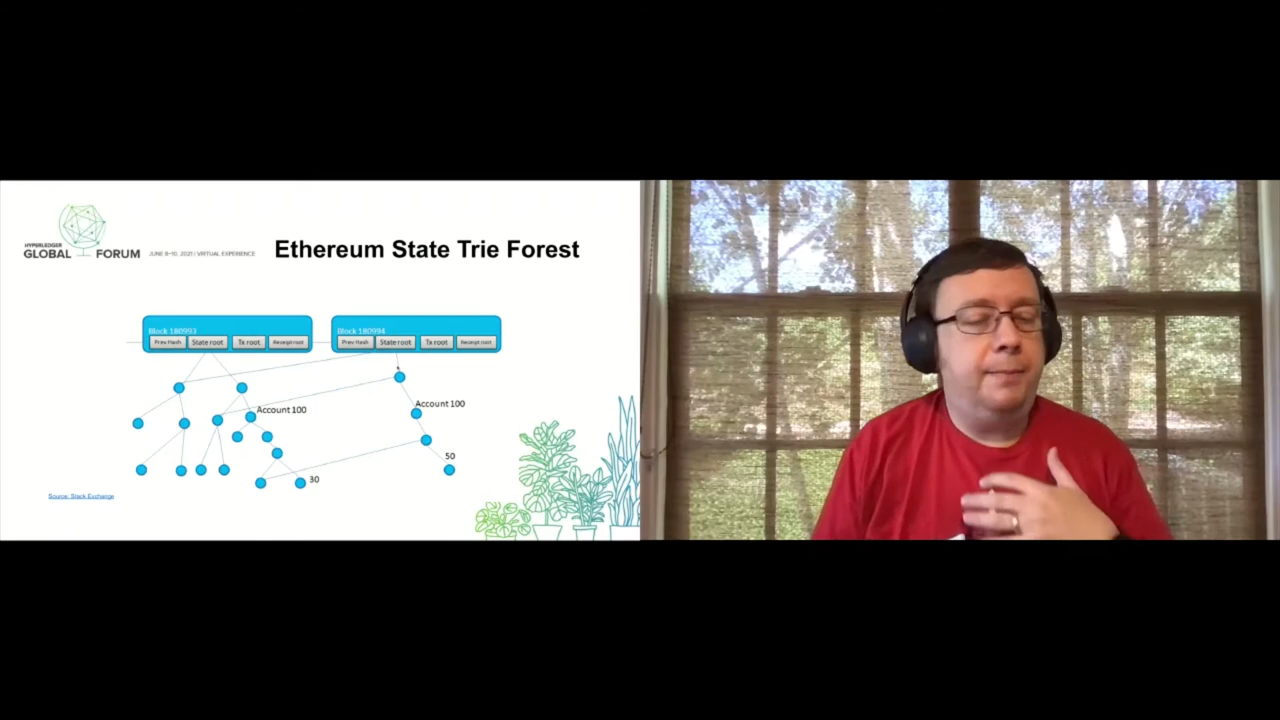 HYPERLEDGER
GLOBAL FORUM
JUNE 8–10, 2021 | VIRTUAL EXPERIENCE
Ethereum State Trie Forest
Block 180993
Prev Hash State root Tx root Receipt root
Block 180994
Prev Hash State root Tx root Receipt root
Account 100
Account 100
50
30
Source: Stack Exchange